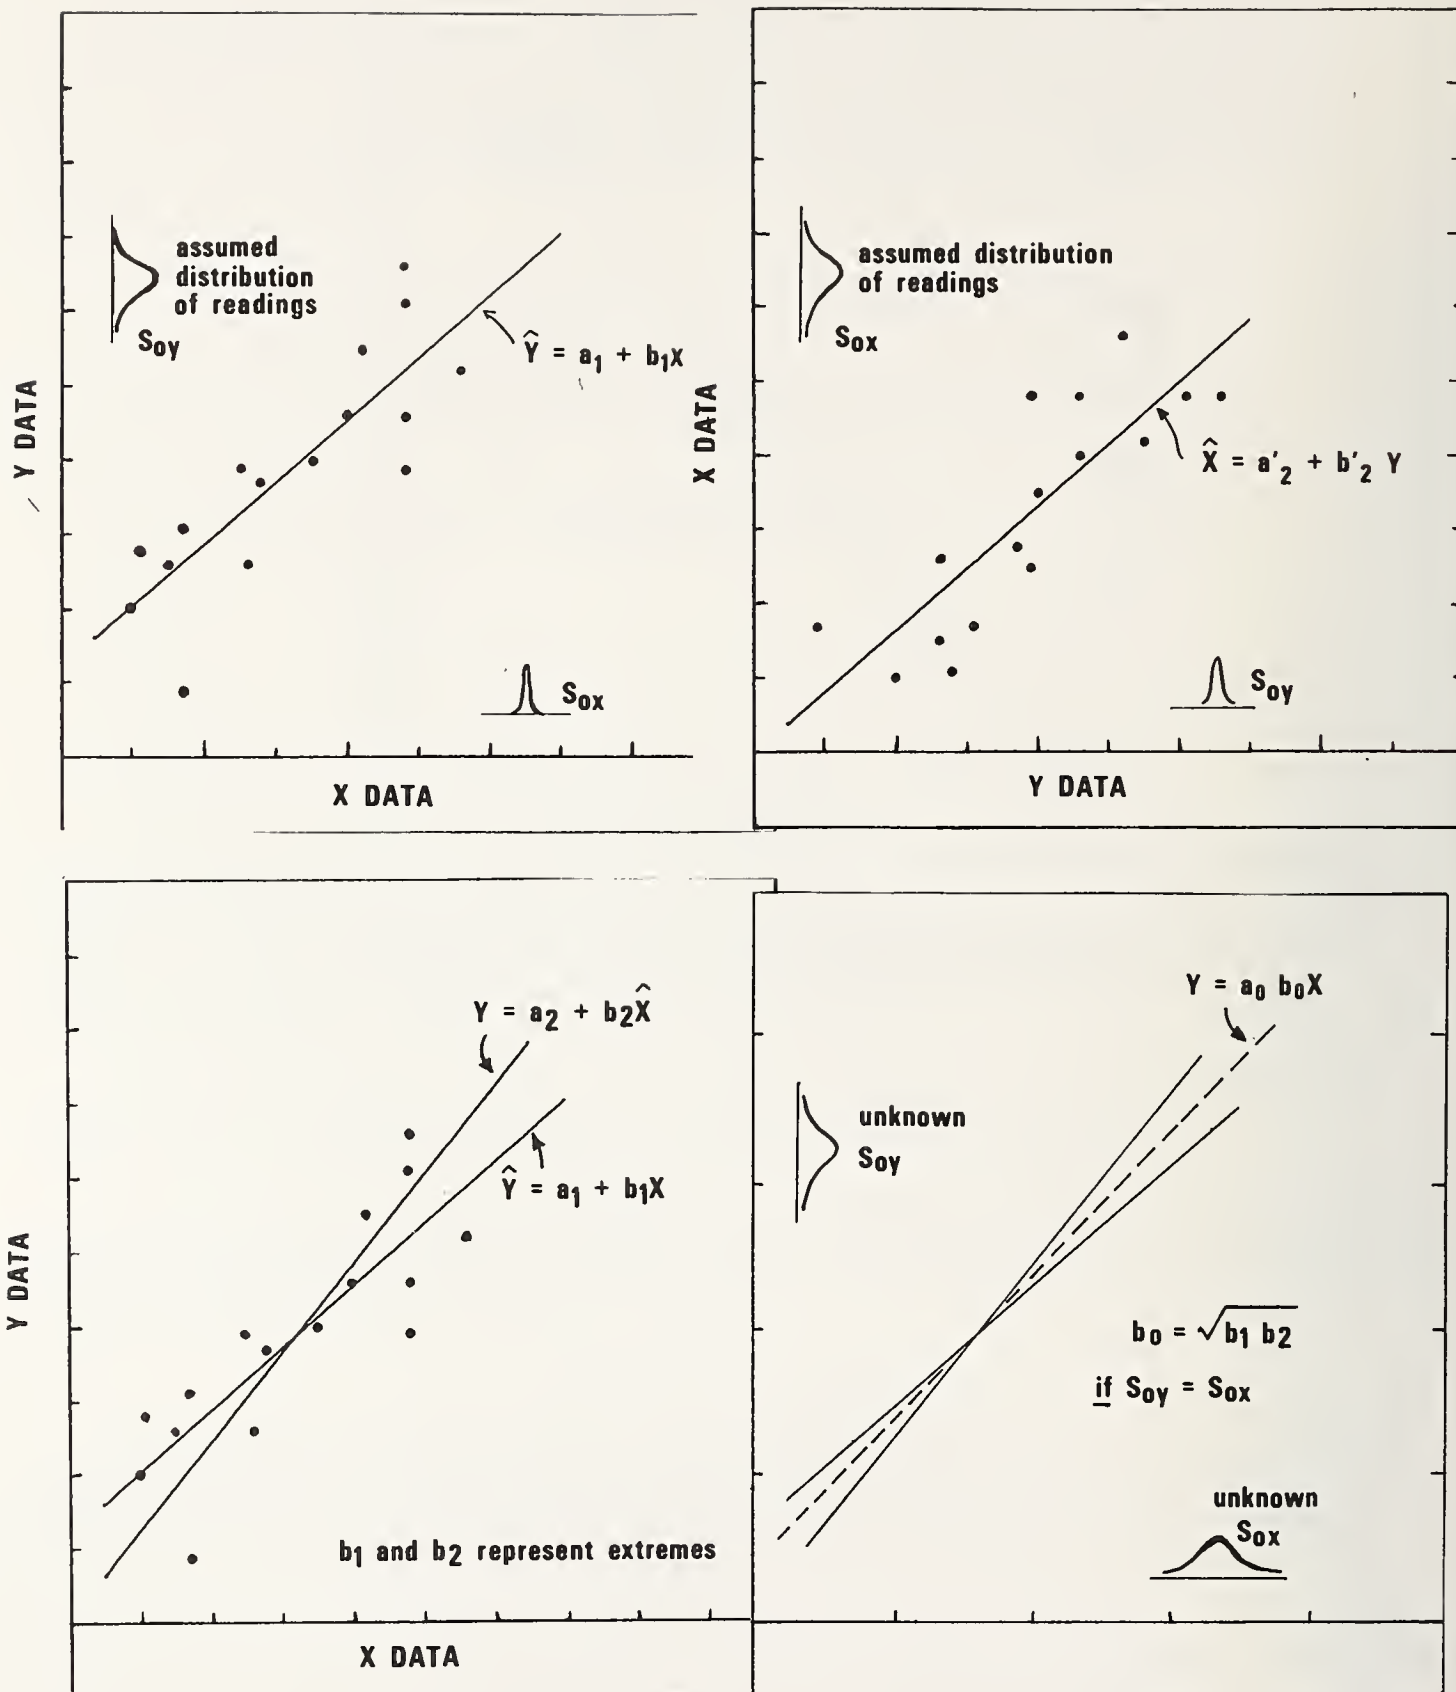 assumed
distribution
of readings
Soy
Ŷ = a₁ + b₁X
Y DATA
Sox
X DATA
assumed distribution
of readings
Sox
X DATA
X̂ = a'₂ + b'₂ Y
Soy
Y DATA
Y = a₂ + b₂X̂
Ŷ = a₁ + b₁X
Y DATA
b₁ and b₂ represent extremes
X DATA
Y = a₀ b₀X
unknown
Soy
b₀ = √b₁ b₂
if Soy = Sox
unknown
Sox